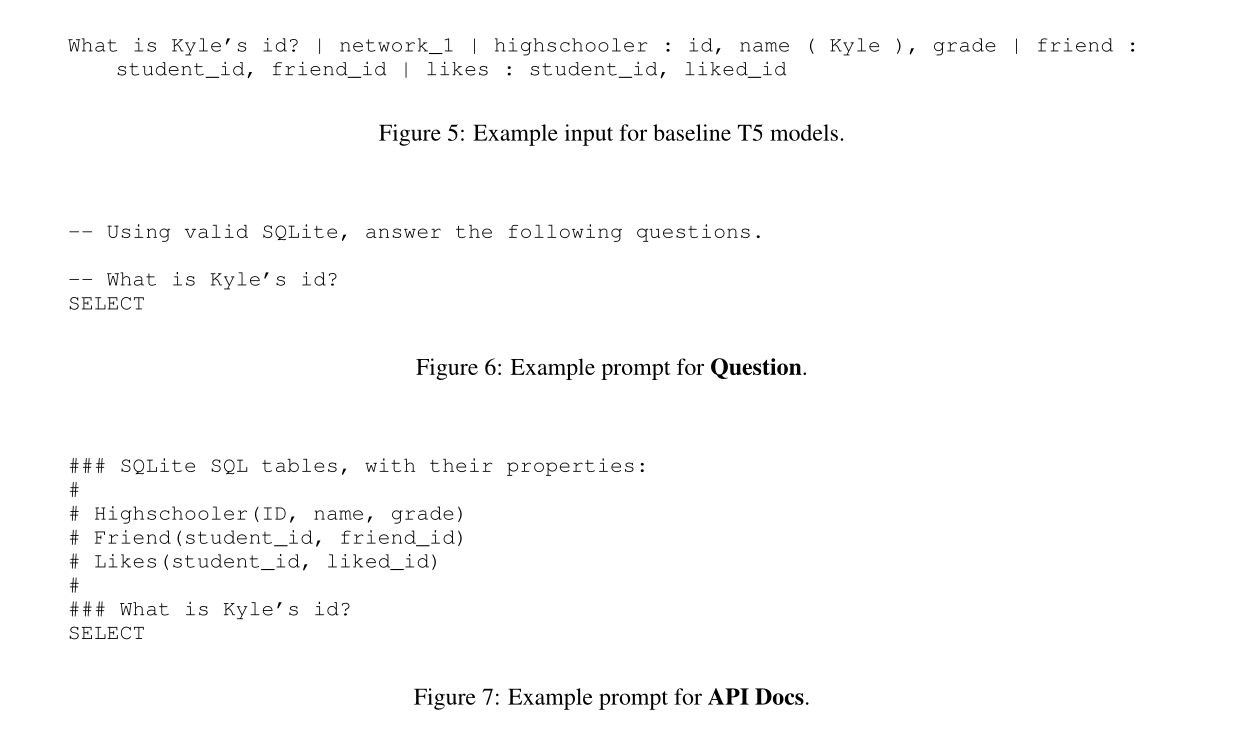 What is Kyle's id? | network_1 | highschooler : id, name ( Kyle ), grade | friend :
student_id, friend_id | likes : student_id, liked_id
Figure 5: Example input for baseline T5 models.
-- Using valid SQLite, answer the following questions.
-- What is Kyle's id?
SELECT
Figure 6: Example prompt for Question.
### SQLite SQL tables, with their properties:
#
# Highschooler(ID, name, grade)
# Friend(student_id, friend_id)
# Likes(student_id, liked_id)
#
### What is Kyle's id?
SELECT
Figure 7: Example prompt for API Docs.